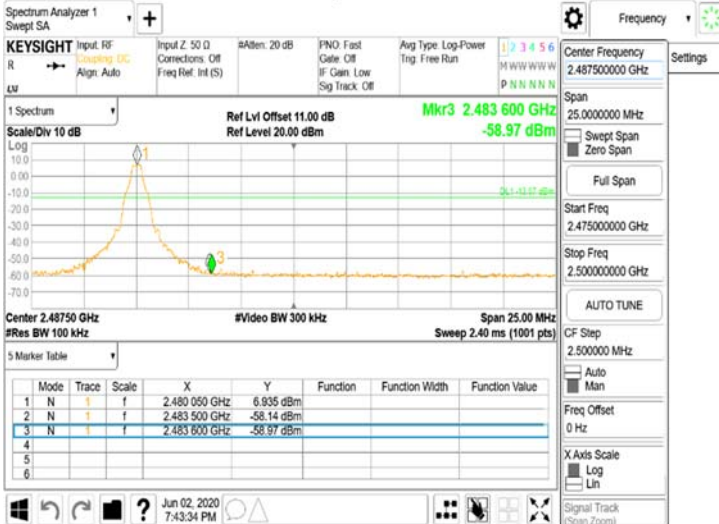 Spectrum Analyzer 1
Swept SA
+
Frequency
KEYSIGHT
R
Input: RF
Coupling: DC
Align: Auto
Input Z: 50 Ω
Corrections: Off
Freq Ref: Int (S)
#Atten: 20 dB
PNO: Fast
Gate: Off
IF Gain: Low
Sig Track: Off
Avg Type: Log-Power
Trig: Free Run
1 2 3 4 5 6
M W W W W W
P N N N N N
Center Frequency
2.487500000 GHz
Settings
Span
25.0000000 MHz
Swept Span
Zero Span
Full Span
Start Freq
2.475000000 GHz
Stop Freq
2.500000000 GHz
AUTO TUNE
CF Step
2.500000 MHz
Auto
Man
Freq Offset
0 Hz
X Axis Scale
Log
Lin
Signal Track
(Span Zoom)
1 Spectrum
Scale/Div 10 dB
Ref Lvl Offset 11.00 dB
Ref Level 20.00 dBm
Mkr3 2.483 600 GHz
-58.97 dBm
Log
10.0
0.00
-10.0
-20.0
-30.0
-40.0
-50.0
-60.0
-70.0
1
3
Center 2.48750 GHz
#Res BW 100 kHz
#Video BW 300 kHz
Span 25.00 MHz
Sweep 2.40 ms (1001 pts)
5 Marker Table
Mode Trace Scale X Y Function Function Width Function Value
1 N 1 f 2.480 050 GHz 6.935 dBm
2 N 1 f 2.483 500 GHz -58.14 dBm
3 N 1 f 2.483 600 GHz -58.97 dBm
4
5
6
?
Jun 02, 2020
7:43:34 PM